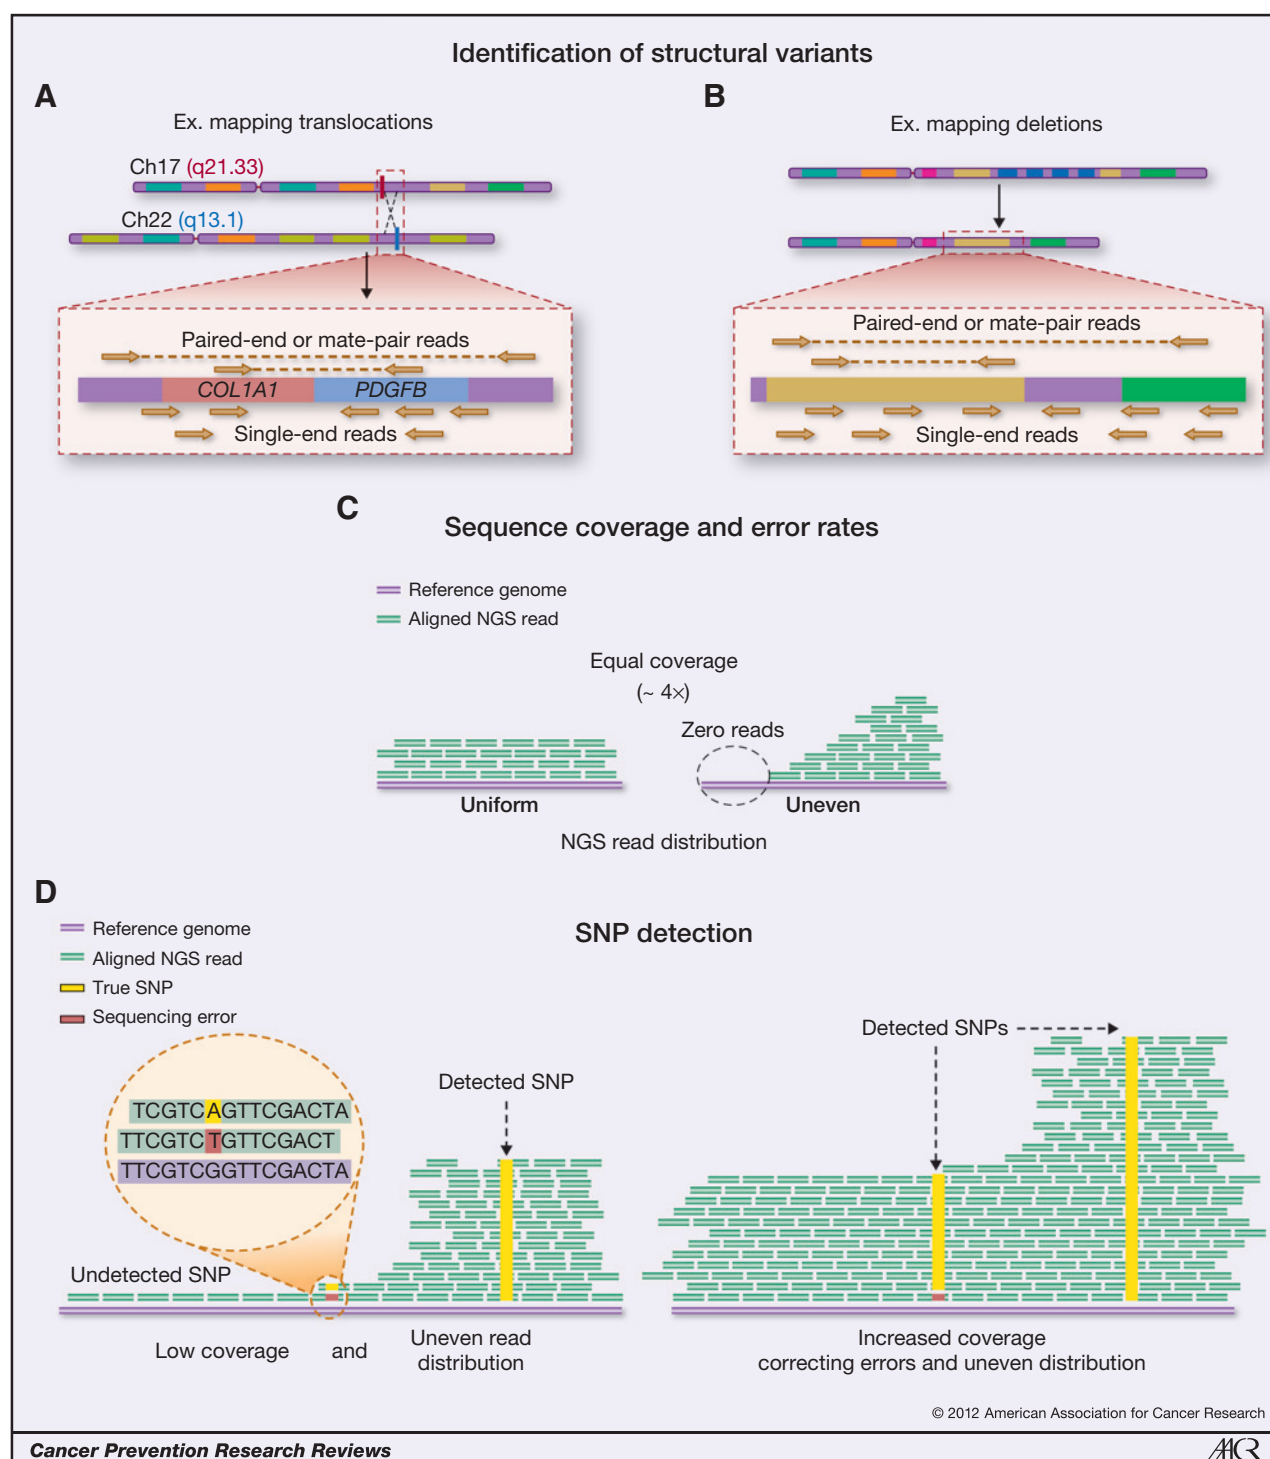 Identification of structural variants
A
Ex. mapping translocations
Ch17 (q21.33)
Ch22 (q13.1)
Paired-end or mate-pair reads
COL1A1
PDGFB
Single-end reads
B
Ex. mapping deletions
Paired-end or mate-pair reads
Single-end reads
C
Sequence coverage and error rates
Reference genome
Aligned NGS read
Equal coverage
(~ 4×)
Zero reads
Uniform
Uneven
NGS read distribution
D
SNP detection
Reference genome
Aligned NGS read
True SNP
Sequencing error
TCGTCAGTTCGACTA
TTCGTCTGTTCGACT
TTCGTCGGTTCGACTA
Undetected SNP
Detected SNP
Detected SNPs
Low coverage and
Uneven read
distribution
Increased coverage
correcting errors and uneven distribution
© 2012 American Association for Cancer Research
Cancer Prevention Research Reviews
AACR